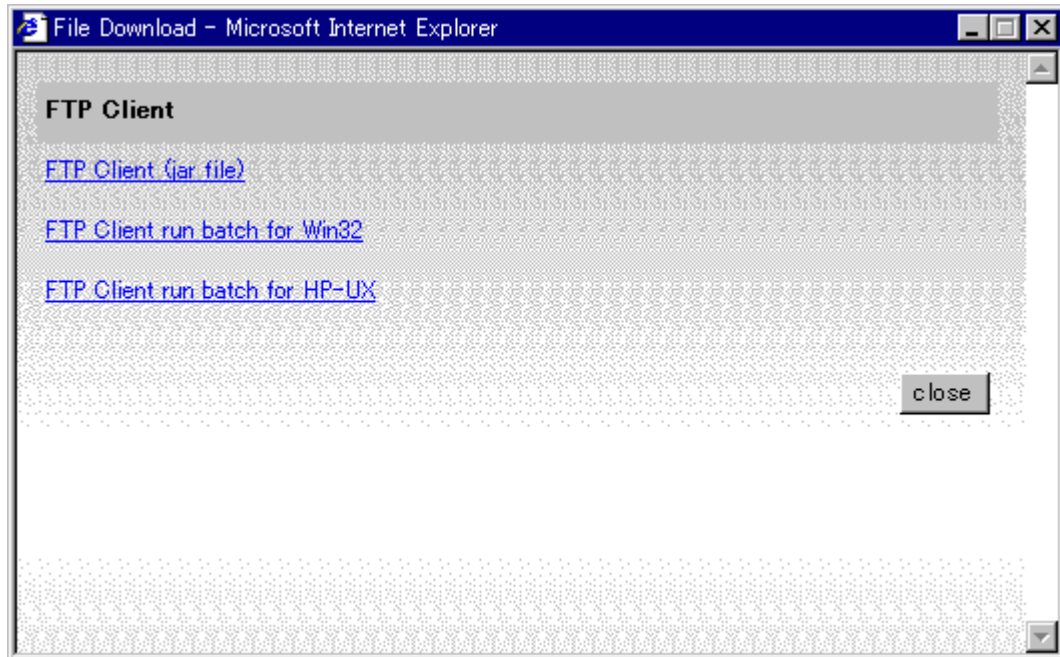 File Download - Microsoft Internet Explorer
FTP Client
FTP Client (jar file)
FTP Client run batch for Win32
FTP Client run batch for HP-UX
close